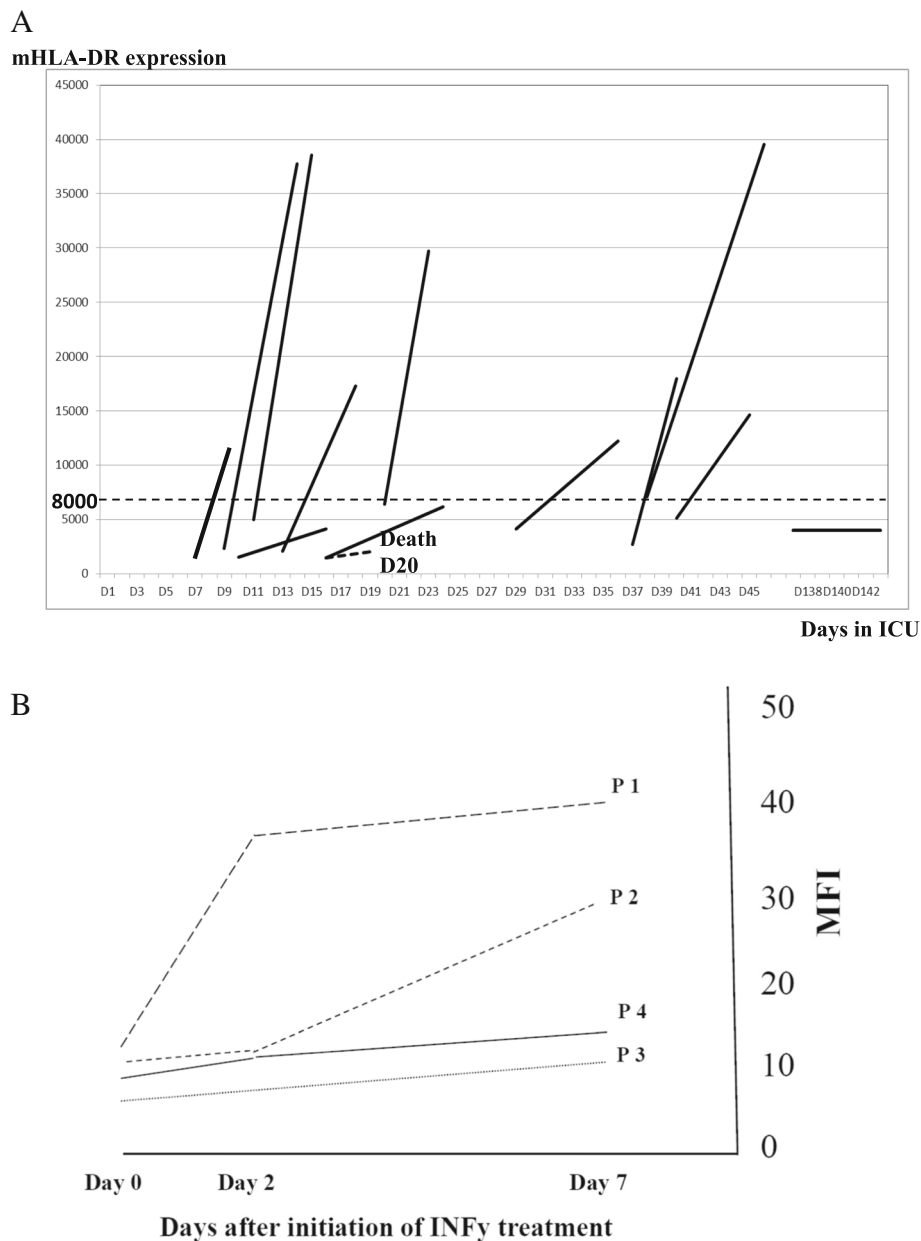 A
mHLA-DR expression
45000
40000
35000
30000
25000
20000
15000
10000
8000
5000
0
Death
D20
D1 D3 D5 D7 D9 D11 D13 D15 D17 D19 D21 D23 D25 D27 D29 D31 D33 D35 D37 D39 D41 D43 D45 D138 D140 D142
Days in ICU
B
50
P 1
40
MFI
P 2
30
20
P 4
P 3
10
0
Day 0 Day 2 Day 7
Days after initiation of INFy treatment